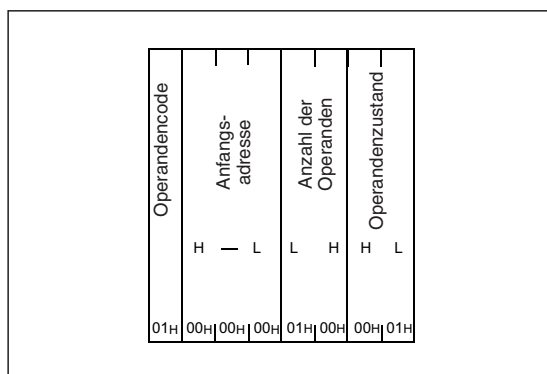 Operandencode
Anfangs-
adresse
Anzahl der
Operanden
Operandenzustand
H — L L H H L
01H 00H 00H 00H 01H 00H 00H 01H